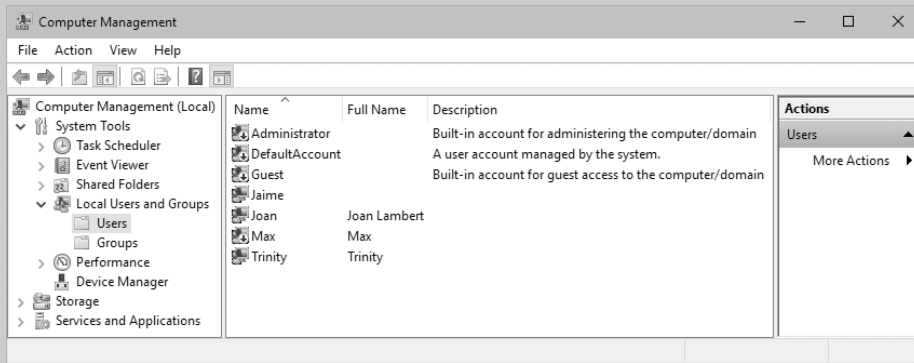 Computer Management
File Action View Help
Computer Management (Local)
System Tools
Task Scheduler
Event Viewer
Shared Folders
Local Users and Groups
Users
Groups
Performance
Device Manager
Storage
Services and Applications
Name Full Name Description
Administrator Built-in account for administering the computer/domain
DefaultAccount A user account managed by the system.
Guest Built-in account for guest access to the computer/domain
Jaime
Joan Joan Lambert
Max Max
Trinity Trinity
Actions
Users
More Actions